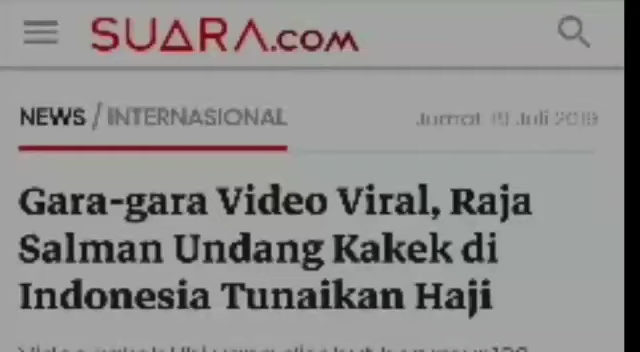 SUARA.com
NEWS / INTERNASIONAL
Jumat 19 Juli 2019
Gara-gara Video Viral, Raja
Salman Undang Kakek di
Indonesia Tunaikan Haji